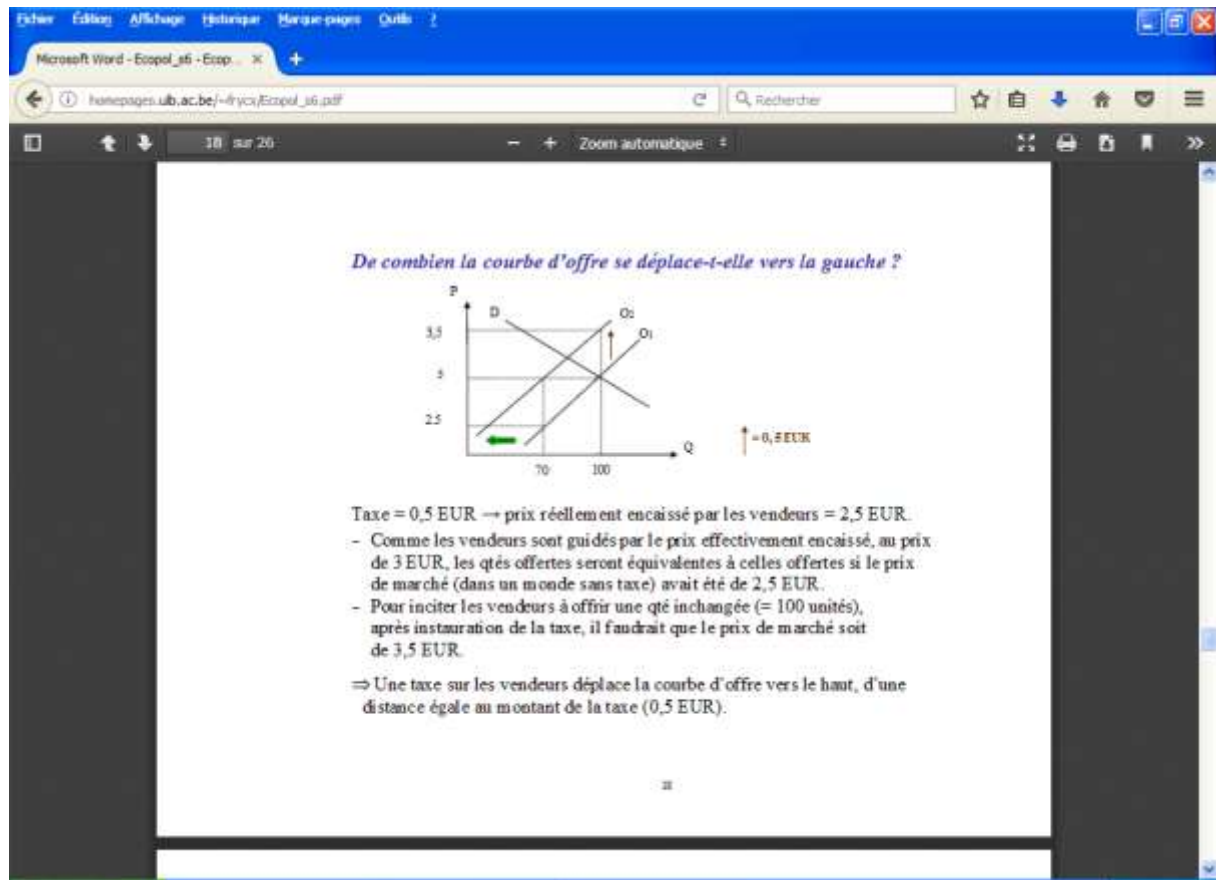 Fichier Édition Affichage Historique Marque-pages Outils ?
Microsoft Word - Ecopol_s6 - Ecop...
homepages.ulb.ac.be/~frycx/Ecopol_s6.pdf
Rechercher
18 sur 26
Zoom automatique
De combien la courbe d'offre se déplace-t-elle vers la gauche ?
P
D
O2
3,5
O1
3
2.5
Q
= 0,5 EUR
70 100
Taxe = 0,5 EUR → prix réellement encaissé par les vendeurs = 2,5 EUR.
- Comme les vendeurs sont guidés par le prix effectivement encaissé, au prix
de 3 EUR, les qtés offertes seront équivalentes à celles offertes si le prix
de marché (dans un monde sans taxe) avait été de 2,5 EUR.
- Pour inciter les vendeurs à offrir une qté inchangée (= 100 unités),
après instauration de la taxe, il faudrait que le prix de marché soit
de 3,5 EUR.
⇒ Une taxe sur les vendeurs déplace la courbe d'offre vers le haut, d'une
distance égale au montant de la taxe (0,5 EUR).